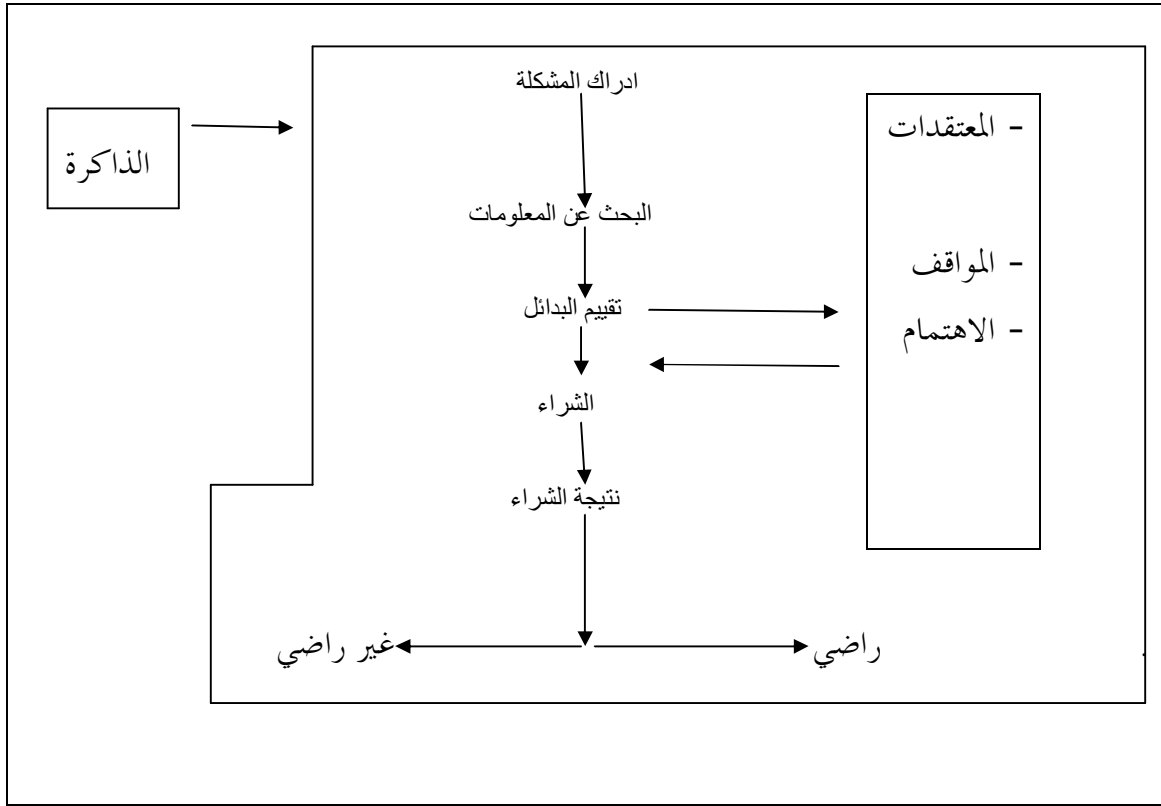 ادراك المشكلة
- المعتقدات
الذاكرة
البحث عن المعلومات
- المواقف
تقييم البدائل
- الاهتمام
الشراء
نتيجة الشراء
راضي
غير راضي